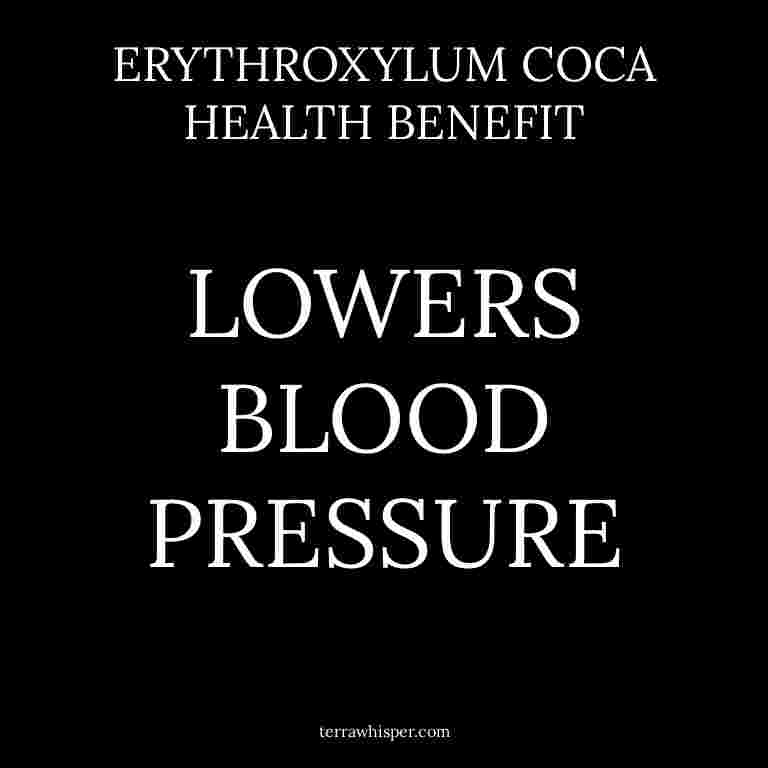 ERYTHROXYLUM COCA
HEALTH BENEFIT
LOWERS
BLOOD
PRESSURE
terrawhisper.com